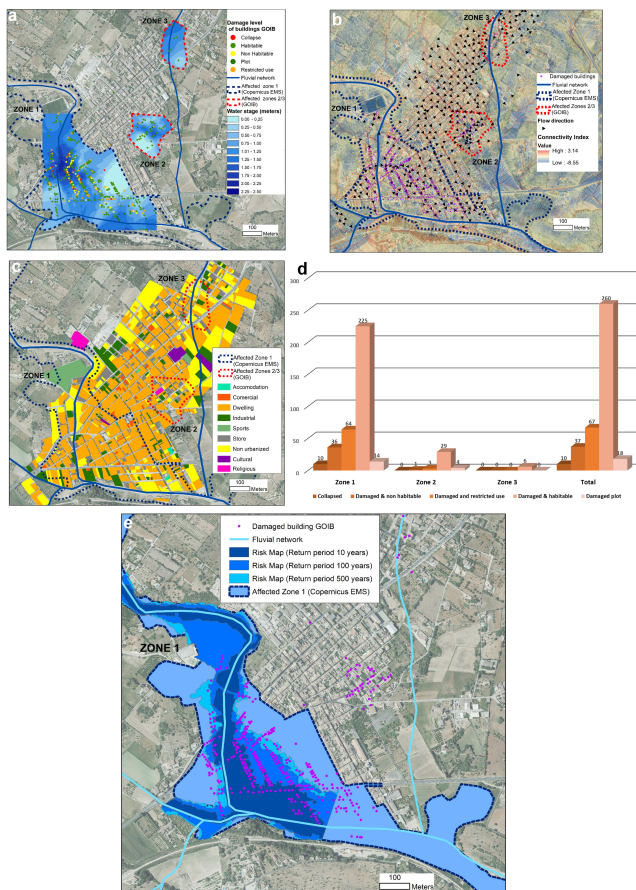 a
ZONE 3
ZONE 1
ZONE 2
Damage level
of buildings GOIB
Collapse
Habitable
Non Habitable
Plot
Restricted use
Fluvial network
Affected zone 1
(Copernicus EMS)
Affected zones 2/3
(GOIB)
Water stage (meters)
0.00 - 0.25
0.25 - 0.50
0.50 - 0.75
0.75 - 1.00
1.01 - 1.25
1.25 - 1.50
1.50 - 1.75
1.75 - 2.00
2.00 - 2.25
2.25 - 2.50
100
Meters
b
ZONE 3
ZONE 1
ZONE 2
Damaged buildings
Fluvial network
Affected Zone 1
(Copernicus EMS)
Affected Zones 2/3
(GOIB)
Flow direction
Connectivity Index
Value
High : 3.14
Low : -8.55
100
Meters
c
ZONE 3
ZONE 1
ZONE 2
Affected Zone 1
(Copernicus EMS)
Affected Zones 2/3
(GOIB)
Accomodation
Comercial
Dwelling
Industrial
Sports
Store
Non urbanized
Cultural
Religious
100
Meters
d
300
250
200
150
100
50
0
10 36 64 225 14
0 1 3 29
0 0 0 6
10 37 67 260 18
Zone 1 Zone 2 Zone 3 Total
Collapsed Damaged & non habitable Damaged and restricted use Damaged & habitable Damaged plot
e
Damaged building GOIB
Fluvial network
Risk Map (Return period 10 years)
Risk Map (Return period 100 years)
Risk Map (Return period 500 years)
Affected Zone 1 (Copernicus EMS)
ZONE 1
100
Meters